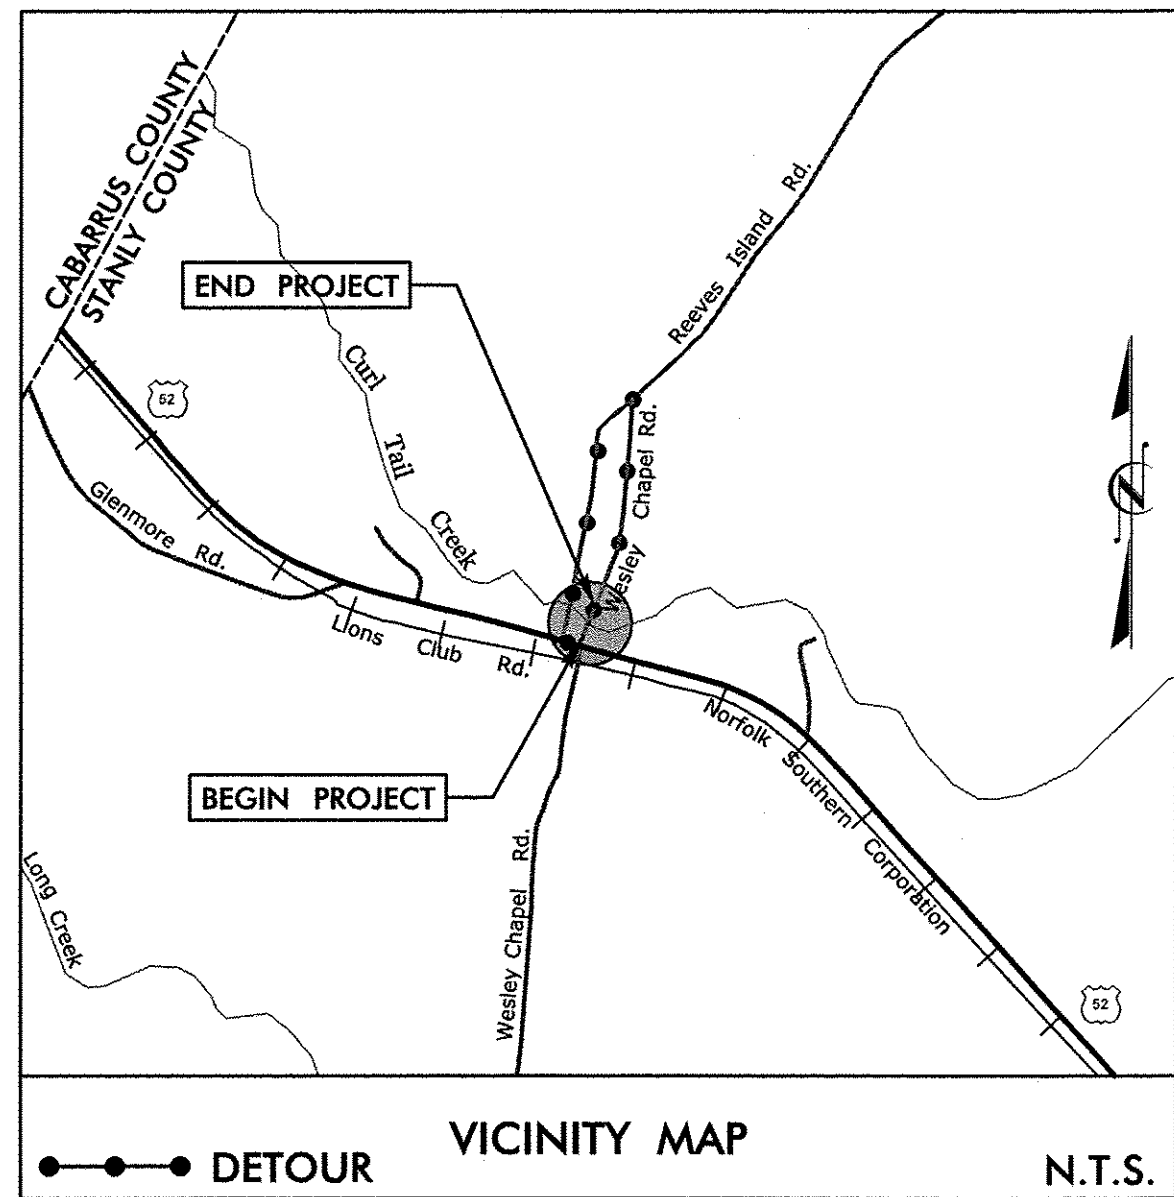 CABARRUS COUNTY
STANLY COUNTY
Reeves Island Rd.
END PROJECT
Curl Tail Creek
52
Wesley Chapel Rd.
Glenmore Rd.
N
Lions Club Rd.
Norfolk Southern Corporation
BEGIN PROJECT
Wesley Chapel Rd.
Long Creek
52
VICINITY MAP
DETOUR
N.T.S.